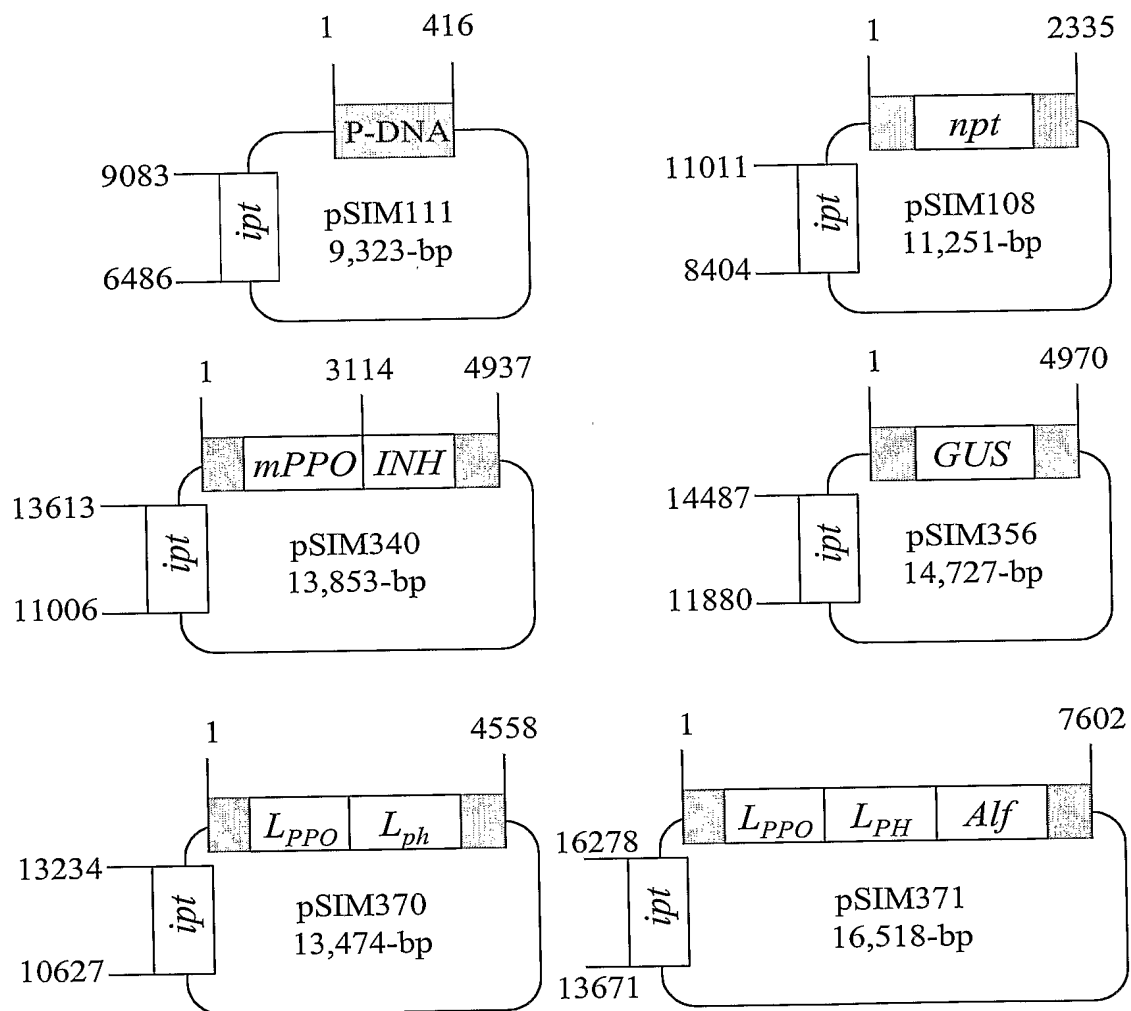 1 416
P-DNA
9083
ipt
6486
pSIM111
9,323-bp
1 2335
npt
11011
ipt
8404
pSIM108
11,251-bp
1 3114 4937
mPPO INH
13613
ipt
11006
pSIM340
13,853-bp
1 4970
GUS
14487
ipt
11880
pSIM356
14,727-bp
1 4558
LPPO Lph
13234
ipt
10627
pSIM370
13,474-bp
1 7602
LPPO LPH Alf
16278
ipt
13671
pSIM371
16,518-bp